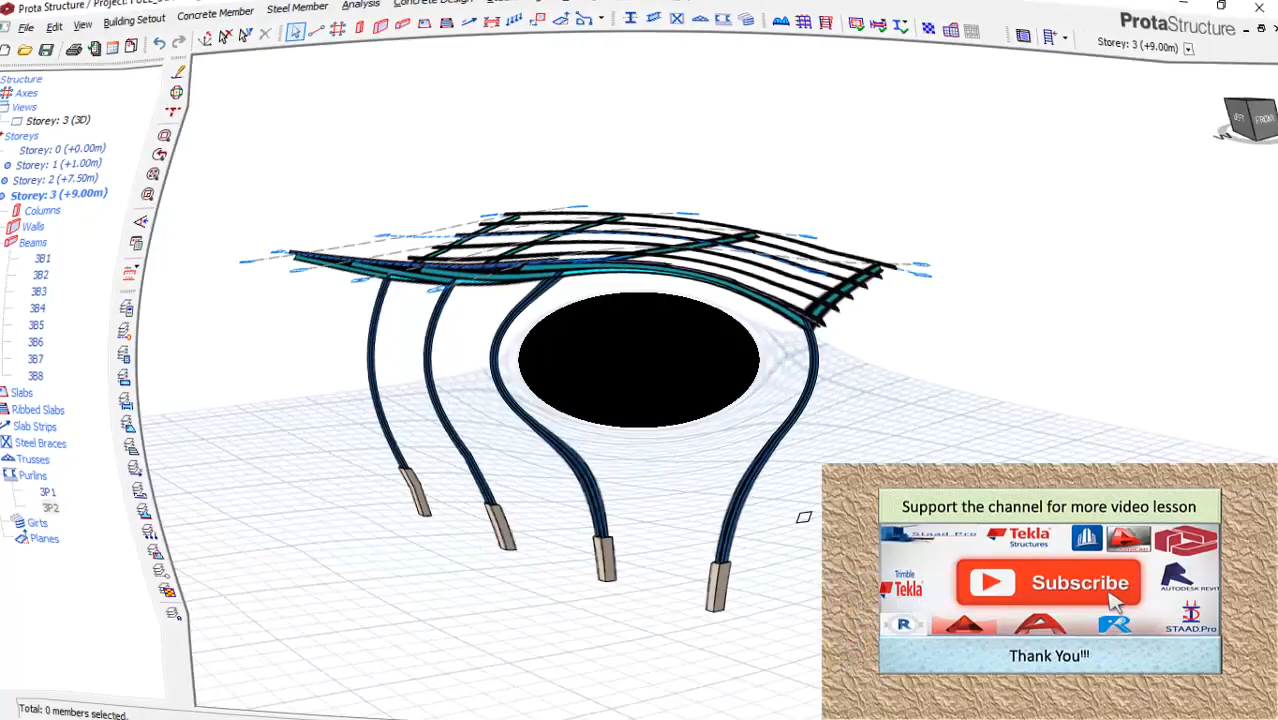 Prota Structure / Project:
File
Edit
View
Building Setout
Concrete Member
Steel Member
Analysis
ProtaStructure
Storey: 3 (+9.00m)
Structure
Axes
Views
Storey: 3 (3D)
Storeys
Storey: 0 (+0.00m)
Storey: 1 (+1.00m)
Storey: 2 (+7.50m)
Storey: 3 (+9.00m)
Columns
Walls
Beams
3B1
3B2
3B3
3B4
3B5
3B6
3B7
3B8
Slabs
Ribbed Slabs
Slab Strips
Steel Braces
Trusses
Purlins
3P1
3P2
Girts
Planes
Total: 0 members selected.
LEFT
FRONT
Support the channel for more video lesson
Staad Pro
Tekla
Structures
Trimble
Tekla
Subscribe
AUTODESK REVIT
R
STAAD.Pro
Thank You!!!